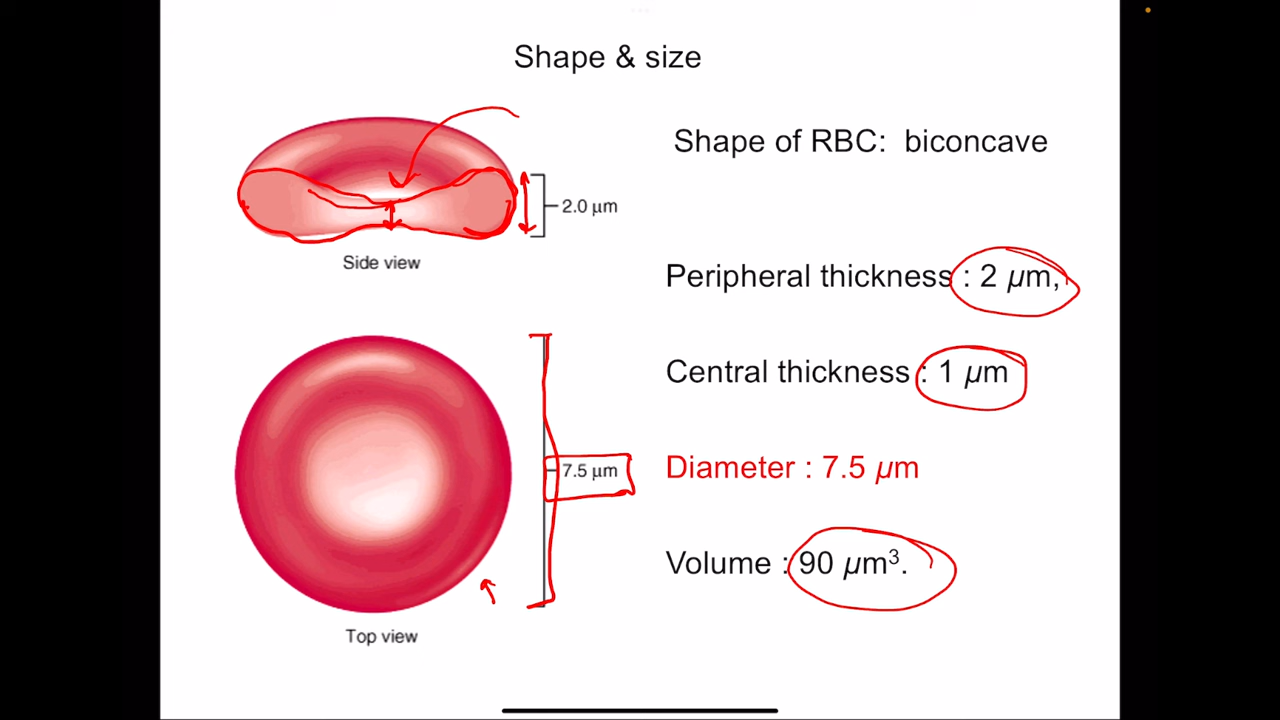 Shape & size
Shape of RBC: biconcave
2.0 μm
Side view
Peripheral thickness : 2 μm,
Central thickness : 1 μm
7.5 μm
Diameter : 7.5 μm
Volume : 90 μm³.
Top view